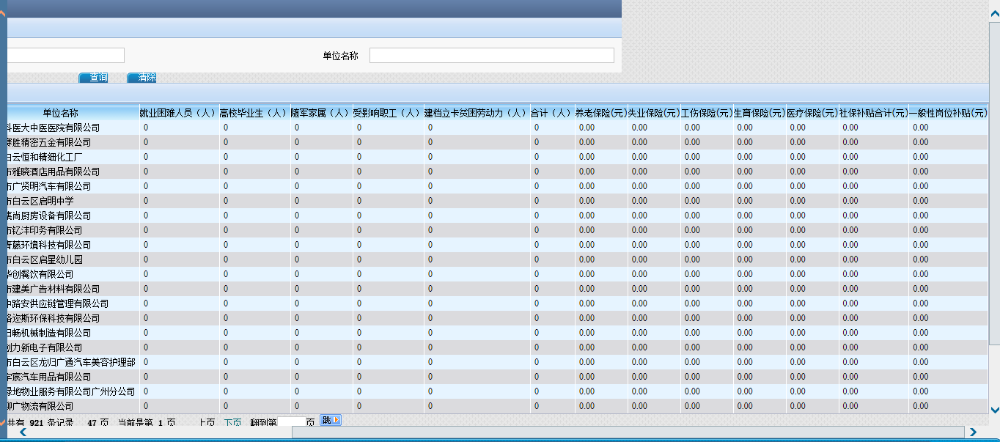 单位名称
查询 清除
单位名称 就业困难人员（人） 高校毕业生（人） 随军家属（人） 受影响职工（人） 建档立卡贫困劳动力（人） 合计（人） 养老保险(元) 失业保险(元) 工伤保险(元) 生育保险(元) 医疗保险(元) 社保补贴合计(元) 一般性岗位补贴(元)
科医大中医医院有限公司 0 0 0 0 0 0 0.00 0.00 0.00 0.00 0.00 0.00 0.00
赛胜精密五金有限公司 0 0 0 0 0 0 0.00 0.00 0.00 0.00 0.00 0.00 0.00
白云恒和精细化工厂 0 0 0 0 0 0 0.00 0.00 0.00 0.00 0.00 0.00 0.00
市雅晓酒店用品有限公司 0 0 0 0 0 0 0.00 0.00 0.00 0.00 0.00 0.00 0.00
市广贤明汽车有限公司 0 0 0 0 0 0 0.00 0.00 0.00 0.00 0.00 0.00 0.00
市白云区启明中学 0 0 0 0 0 0 0.00 0.00 0.00 0.00 0.00 0.00 0.00
集尚厨房设备有限公司 0 0 0 0 0 0 0.00 0.00 0.00 0.00 0.00 0.00 0.00
市钇沣印务有限公司 0 0 0 0 0 0 0.00 0.00 0.00 0.00 0.00 0.00 0.00
青藤环境科技有限公司 0 0 0 0 0 0 0.00 0.00 0.00 0.00 0.00 0.00 0.00
市白云区启星幼儿园 0 0 0 0 0 0 0.00 0.00 0.00 0.00 0.00 0.00 0.00
华创餐饮有限公司 0 0 0 0 0 0 0.00 0.00 0.00 0.00 0.00 0.00 0.00
市建美广告材料有限公司 0 0 0 0 0 0 0.00 0.00 0.00 0.00 0.00 0.00 0.00
中路安供应链管理有限公司 0 0 0 0 0 0 0.00 0.00 0.00 0.00 0.00 0.00 0.00
洛迩斯环保科技有限公司 0 0 0 0 0 0 0.00 0.00 0.00 0.00 0.00 0.00 0.00
日畅机械制造有限公司 0 0 0 0 0 0 0.00 0.00 0.00 0.00 0.00 0.00 0.00
创力新电子有限公司 0 0 0 0 0 0 0.00 0.00 0.00 0.00 0.00 0.00 0.00
市白云区龙归广通汽车美容护理部 0 0 0 0 0 0 0.00 0.00 0.00 0.00 0.00 0.00 0.00
宇宸汽车用品有限公司 0 0 0 0 0 0 0.00 0.00 0.00 0.00 0.00 0.00 0.00
绿地物业服务有限公司广州分公司 0 0 0 0 0 0 0.00 0.00 0.00 0.00 0.00 0.00 0.00
柳广物流有限公司 0 0 0 0 0 0 0.00 0.00 0.00 0.00 0.00 0.00 0.00
共有 921 条记录 47 页 当前是第 1 页 上页 下页 翻到第 页 跳